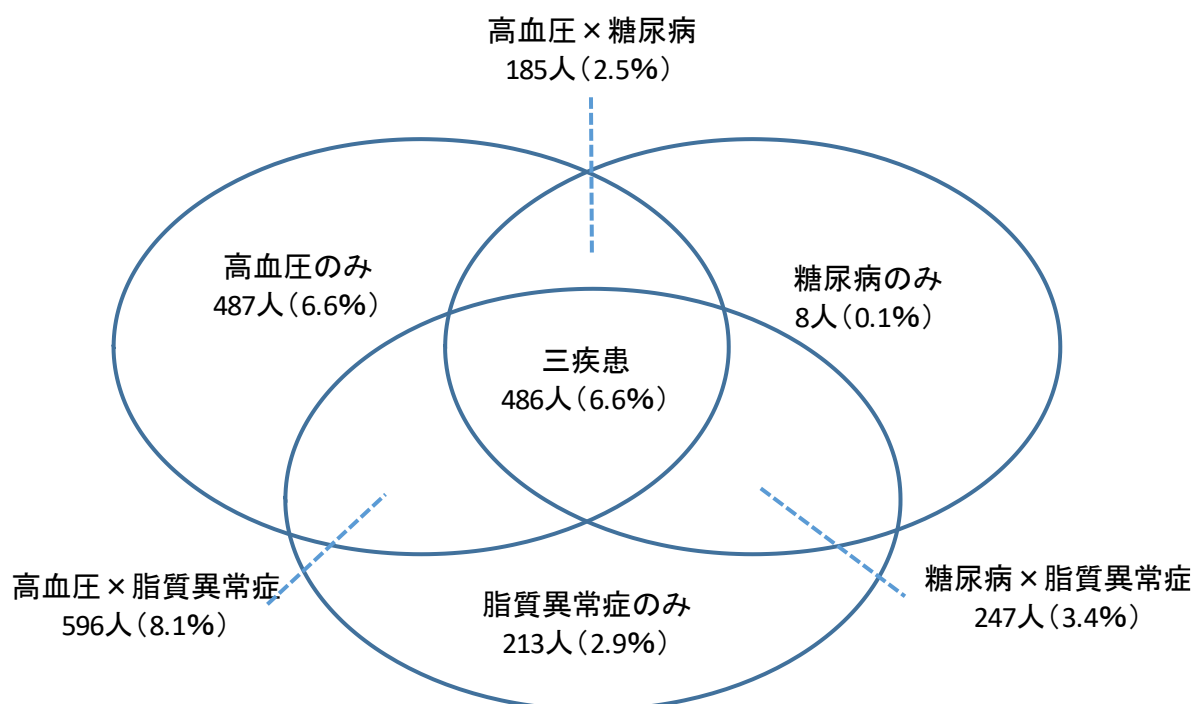 高血圧×糖尿病
185人(2.5%)
高血圧のみ
487人(6.6%)
糖尿病のみ
8人(0.1%)
三疾患
486人(6.6%)
高血圧×脂質異常症
596人(8.1%)
脂質異常症のみ
213人(2.9%)
糖尿病×脂質異常症
247人(3.4%)